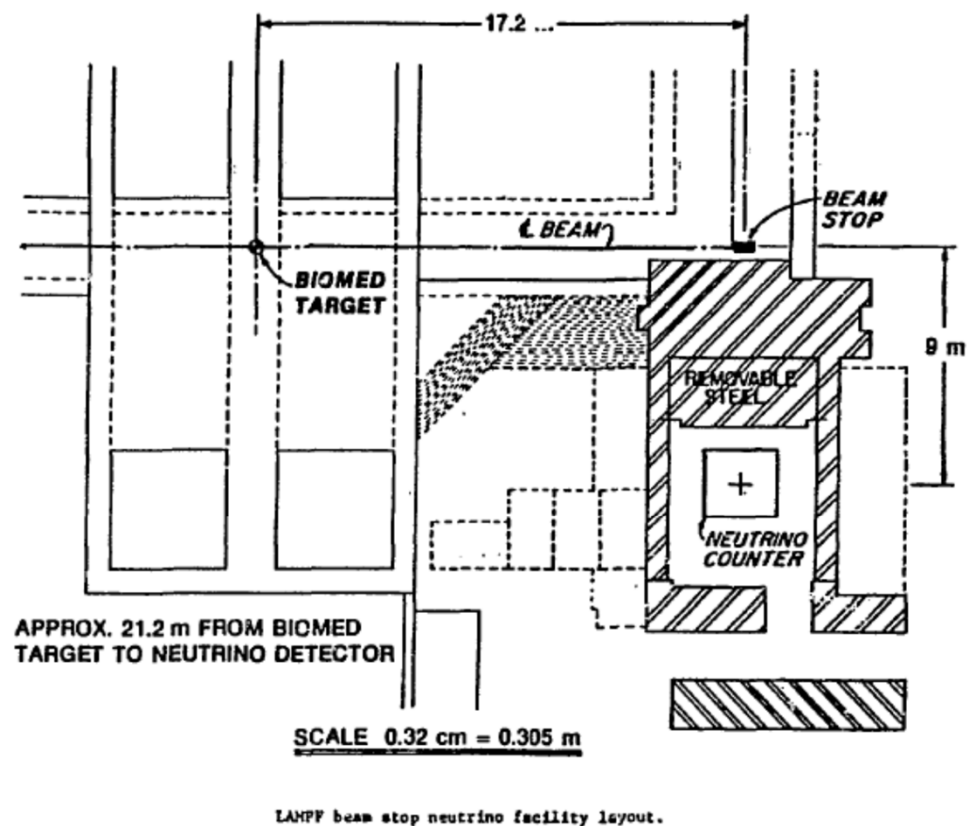 17.2 ...
BEAM
STOP
℄ BEAM
BIOMED
TARGET
9 m
REMOVABLE
STEEL
NEUTRINO
COUNTER
APPROX. 21.2 m FROM BIOMED
TARGET TO NEUTRINO DETECTOR
SCALE 0.32 cm = 0.305 m
LAMPF beam stop neutrino facility layout.